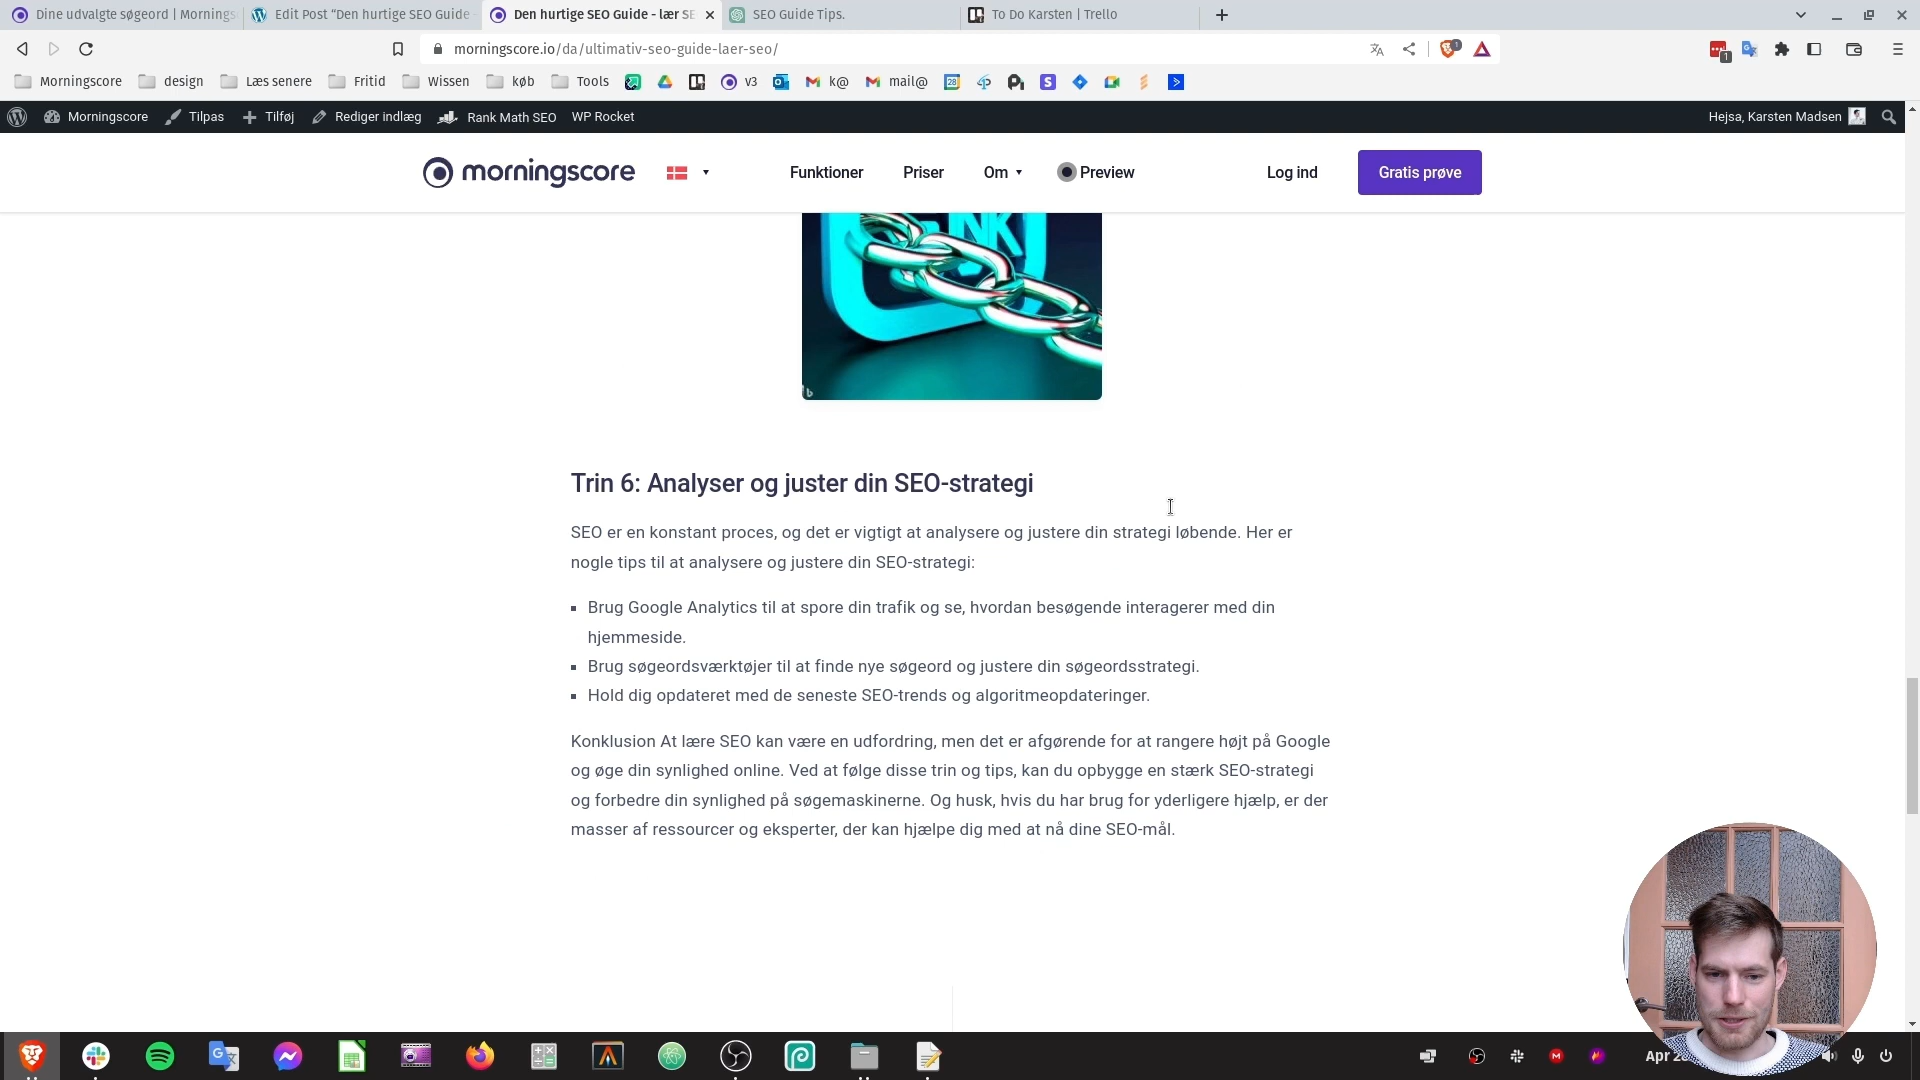 Dine udvalgte søgeord | Mornings
Edit Post “Den hurtige SEO Guide
Den hurtige SEO Guide - lær SE
SEO Guide Tips.
To Do Karsten | Trello
morningscore.io/da/ultimativ-seo-guide-laer-seo/
Morningscore
design
Læs senere
Fritid
Wissen
køb
Tools
v3
k@
mail@
Morningscore
Tilpas
Tilføj
Rediger indlæg
Rank Math SEO
WP Rocket
Hejsa, Karsten Madsen
morningscore
Funktioner
Priser
Om
Preview
Log ind
Gratis prøve
NK
Trin 6: Analyser og juster din SEO-strategi
SEO er en konstant proces, og det er vigtigt at analysere og justere din strategi løbende. Her er
nogle tips til at analysere og justere din SEO-strategi:
Brug Google Analytics til at spore din trafik og se, hvordan besøgende interagerer med din
hjemmeside.
Brug søgeordsværktøjer til at finde nye søgeord og justere din søgeordsstrategi.
Hold dig opdateret med de seneste SEO-trends og algoritmeopdateringer.
Konklusion At lære SEO kan være en udfordring, men det er afgørende for at rangere højt på Google
og øge din synlighed online. Ved at følge disse trin og tips, kan du opbygge en stærk SEO-strategi
og forbedre din synlighed på søgemaskinerne. Og husk, hvis du har brug for yderligere hjælp, er der
masser af ressourcer og eksperter, der kan hjælpe dig med at nå dine SEO-mål.
Apr